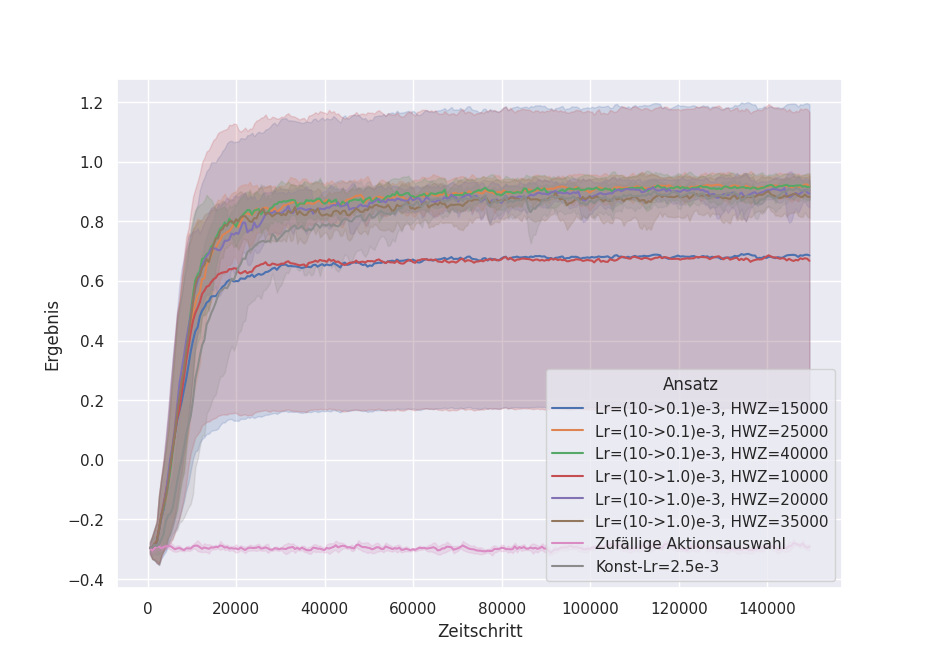 1.2
1.0
0.8
0.6
0.4
0.2
0.0
−0.2
−0.4
Ergebnis
0
20000
40000
60000
80000
100000
120000
140000
Zeitschritt
Ansatz
Lr=(10->0.1)e-3, HWZ=15000
Lr=(10->0.1)e-3, HWZ=25000
Lr=(10->0.1)e-3, HWZ=40000
Lr=(10->1.0)e-3, HWZ=10000
Lr=(10->1.0)e-3, HWZ=20000
Lr=(10->1.0)e-3, HWZ=35000
Zufällige Aktionsauswahl
Konst-Lr=2.5e-3